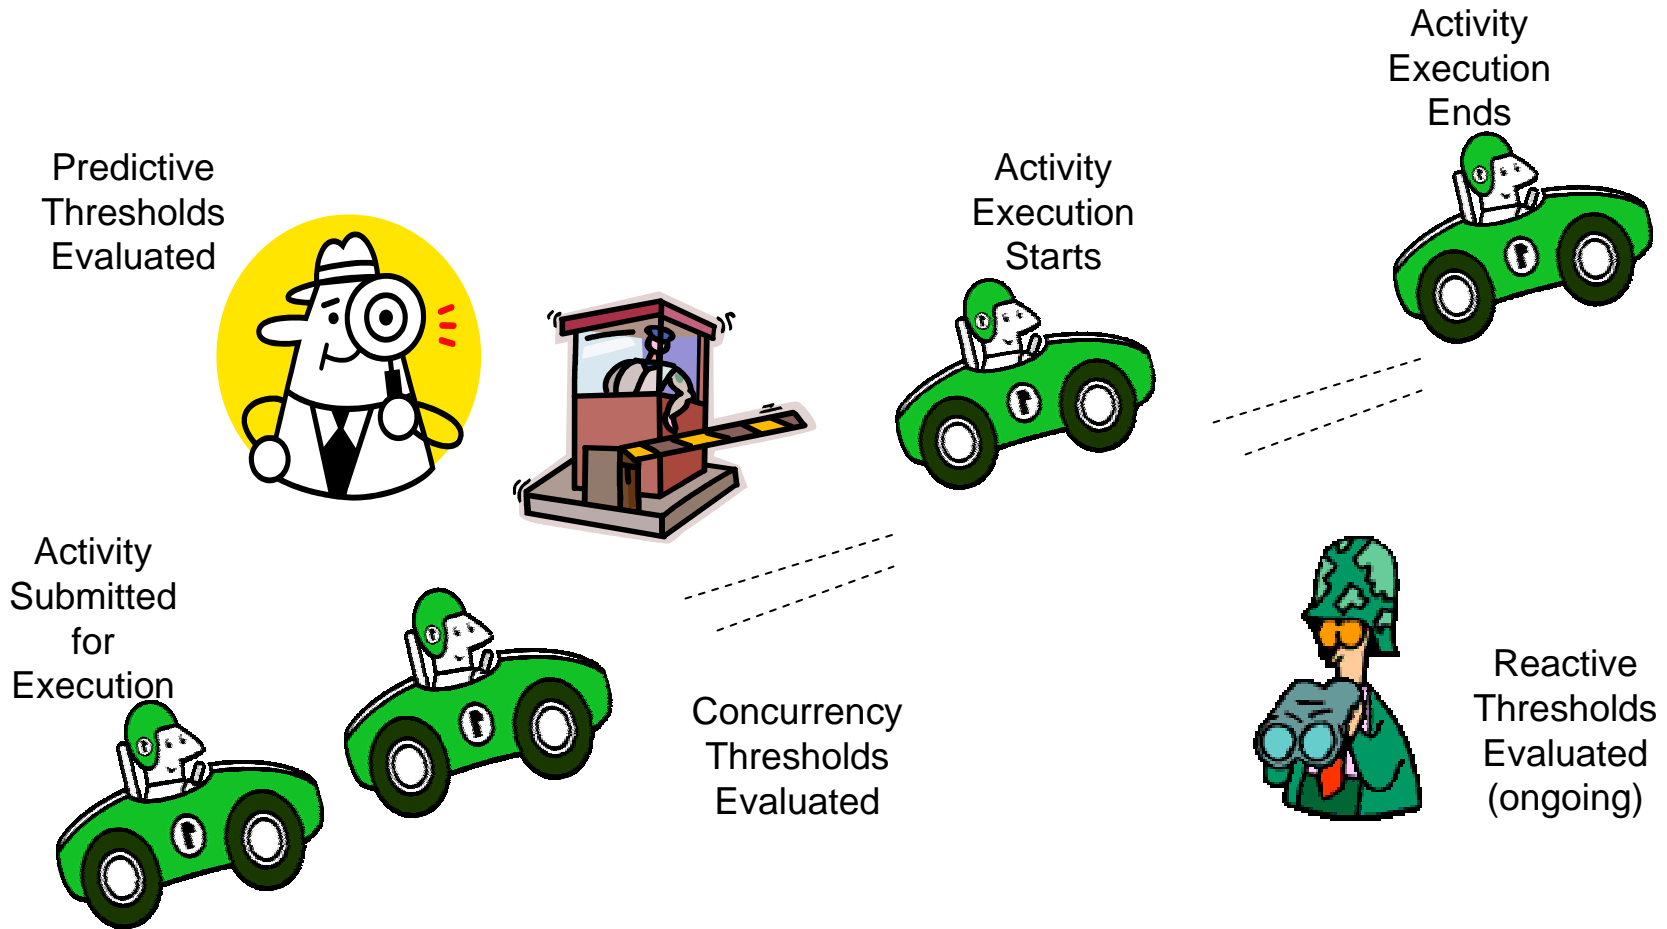 Activity
Execution
Ends
Predictive
Thresholds
Evaluated
Activity
Execution
Starts
Activity
Submitted
for
Execution
Concurrency
Thresholds
Evaluated
Reactive
Thresholds
Evaluated
(ongoing)